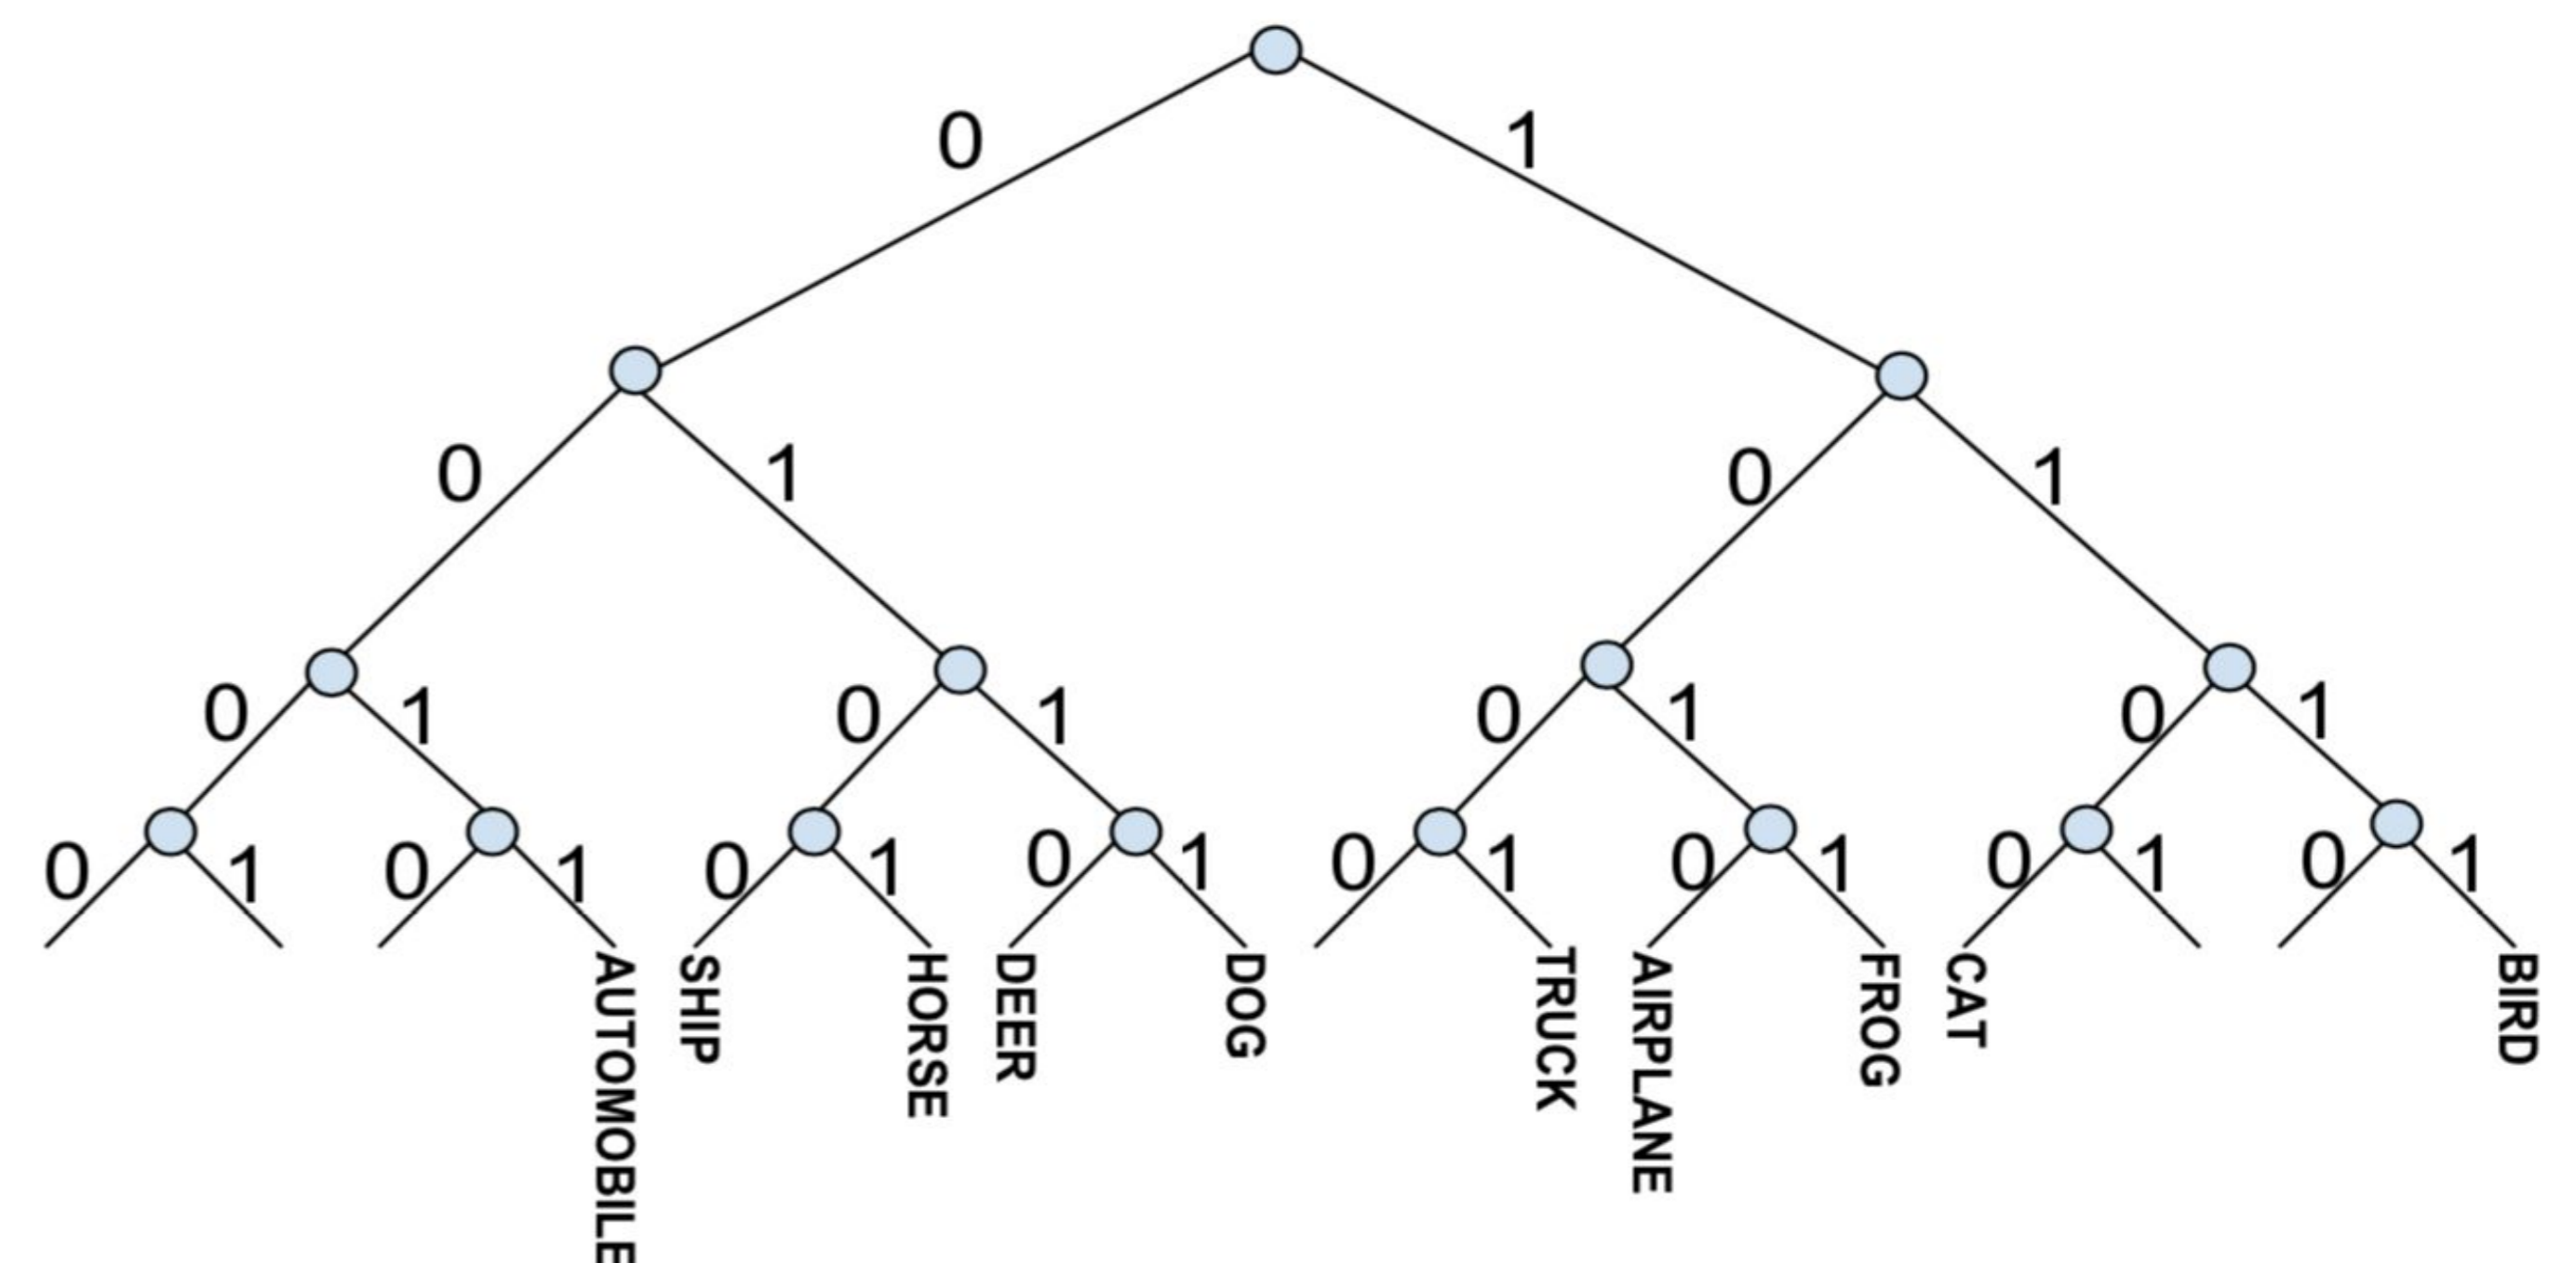 0 1
0 1 0 1
0 1 0 1 0 1 0 1
0 1 0 1 0 1 0 1 0 1 0 1 0 1 0 1
AUTOMOBILE
SHIP
HORSE
DEER
DOG
TRUCK
AIRPLANE
FROG
CAT
BIRD